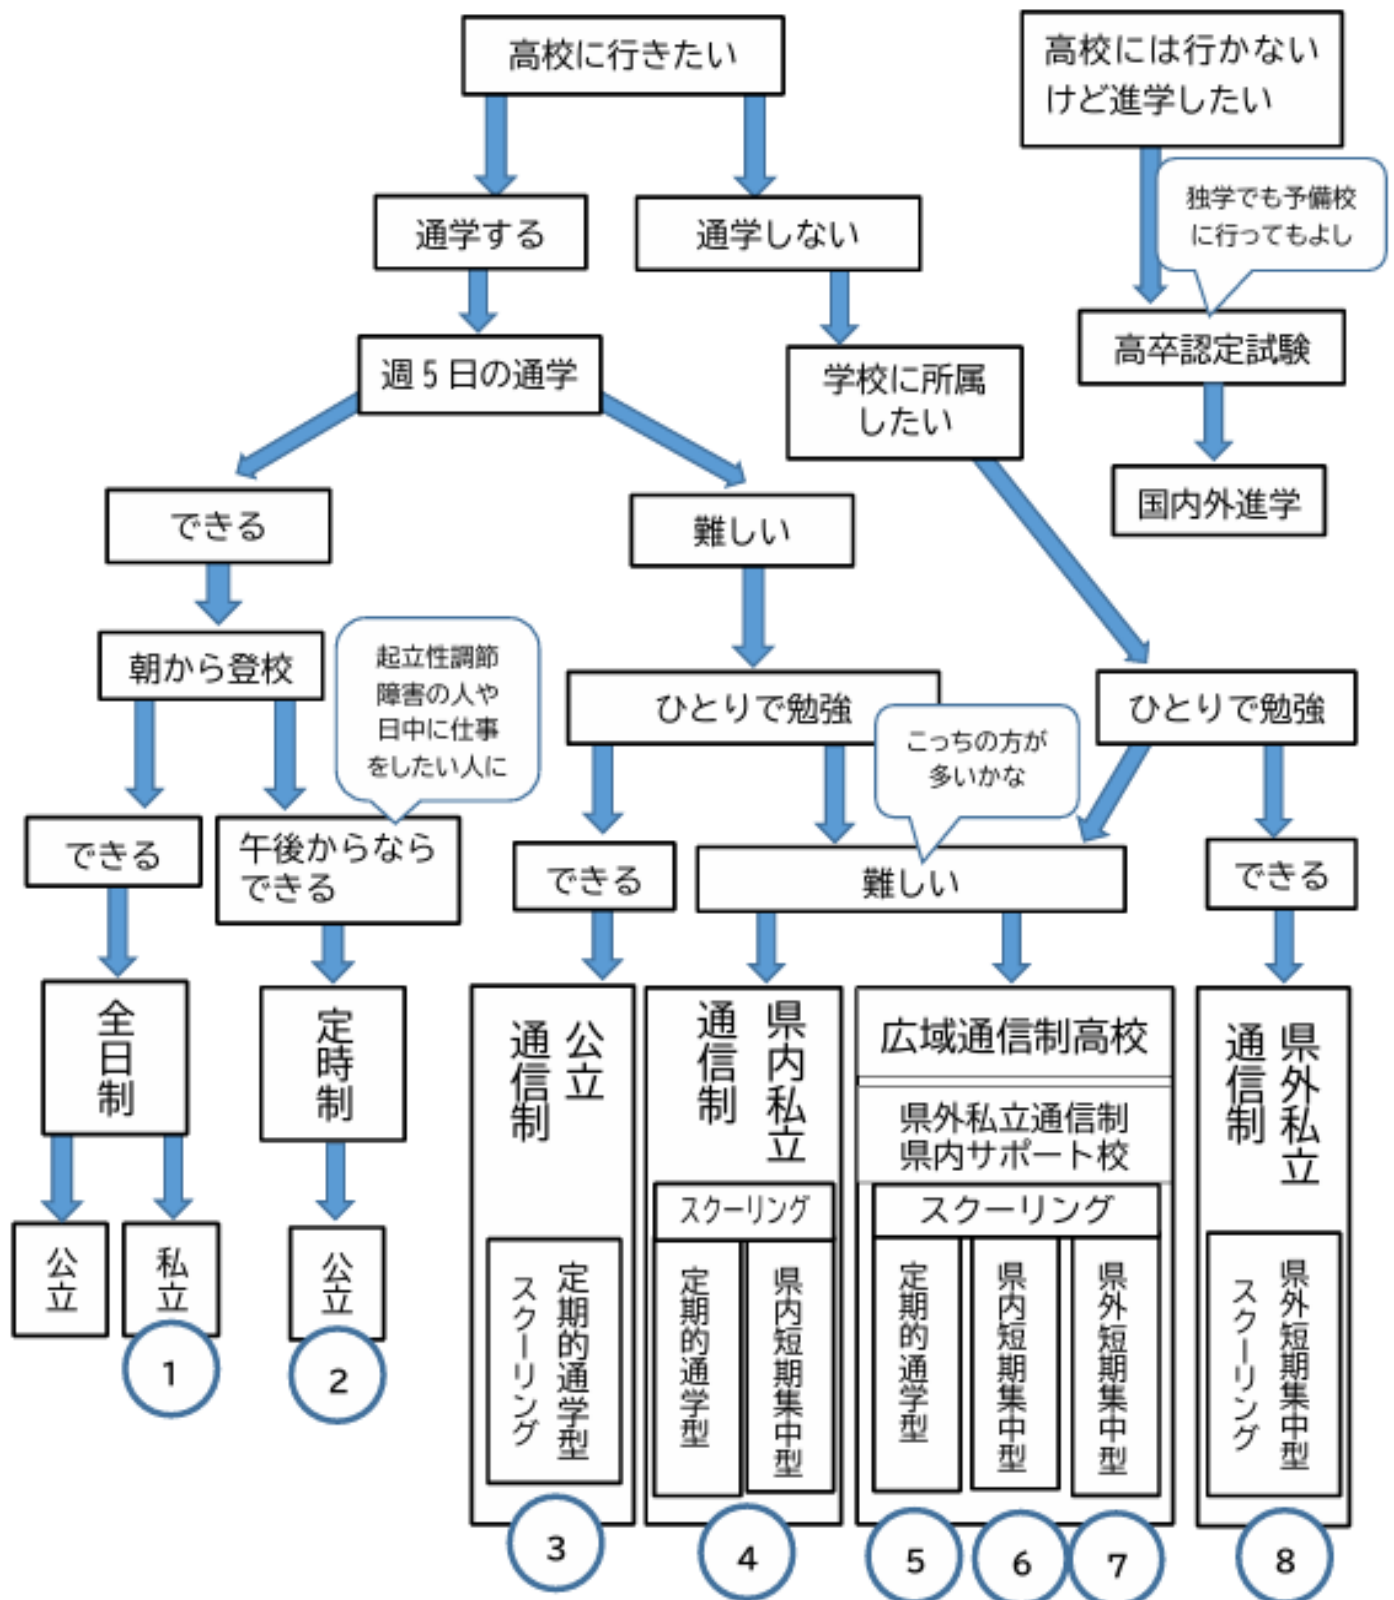 高校に行きたい
高校には行かない
けど進学したい
独学でも予備校
に行ってもよし
通学する
通学しない
高卒認定試験
週5日の通学
学校に所属
したい
国内外進学
できる
難しい
朝から登校
起立性調節
障害の人や
日中に仕事
をしたい人に
ひとりで勉強
こっちの方が
多いかな
ひとりで勉強
できる
午後からなら
できる
できる
難しい
できる
全日制
定時制
公立
通信制
県内私立
通信制
広域通信制高校
県外私立通信制
県内サポート校
県外私立
通信制
公立
私立
公立
定期的通学型
スクーリング
スクーリング
定期的通学型
県内短期集中型
スクーリング
定期的通学型
県内短期集中型
県外短期集中型
県外短期集中型
スクーリング
1
2
3
4
5
6
7
8